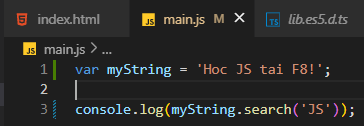 index.html JS main.js M lib.es5.d.ts
JS main.js > ...
1 var myString = 'Hoc JS tai F8!';
2
3 console.log(myString.search('JS'));